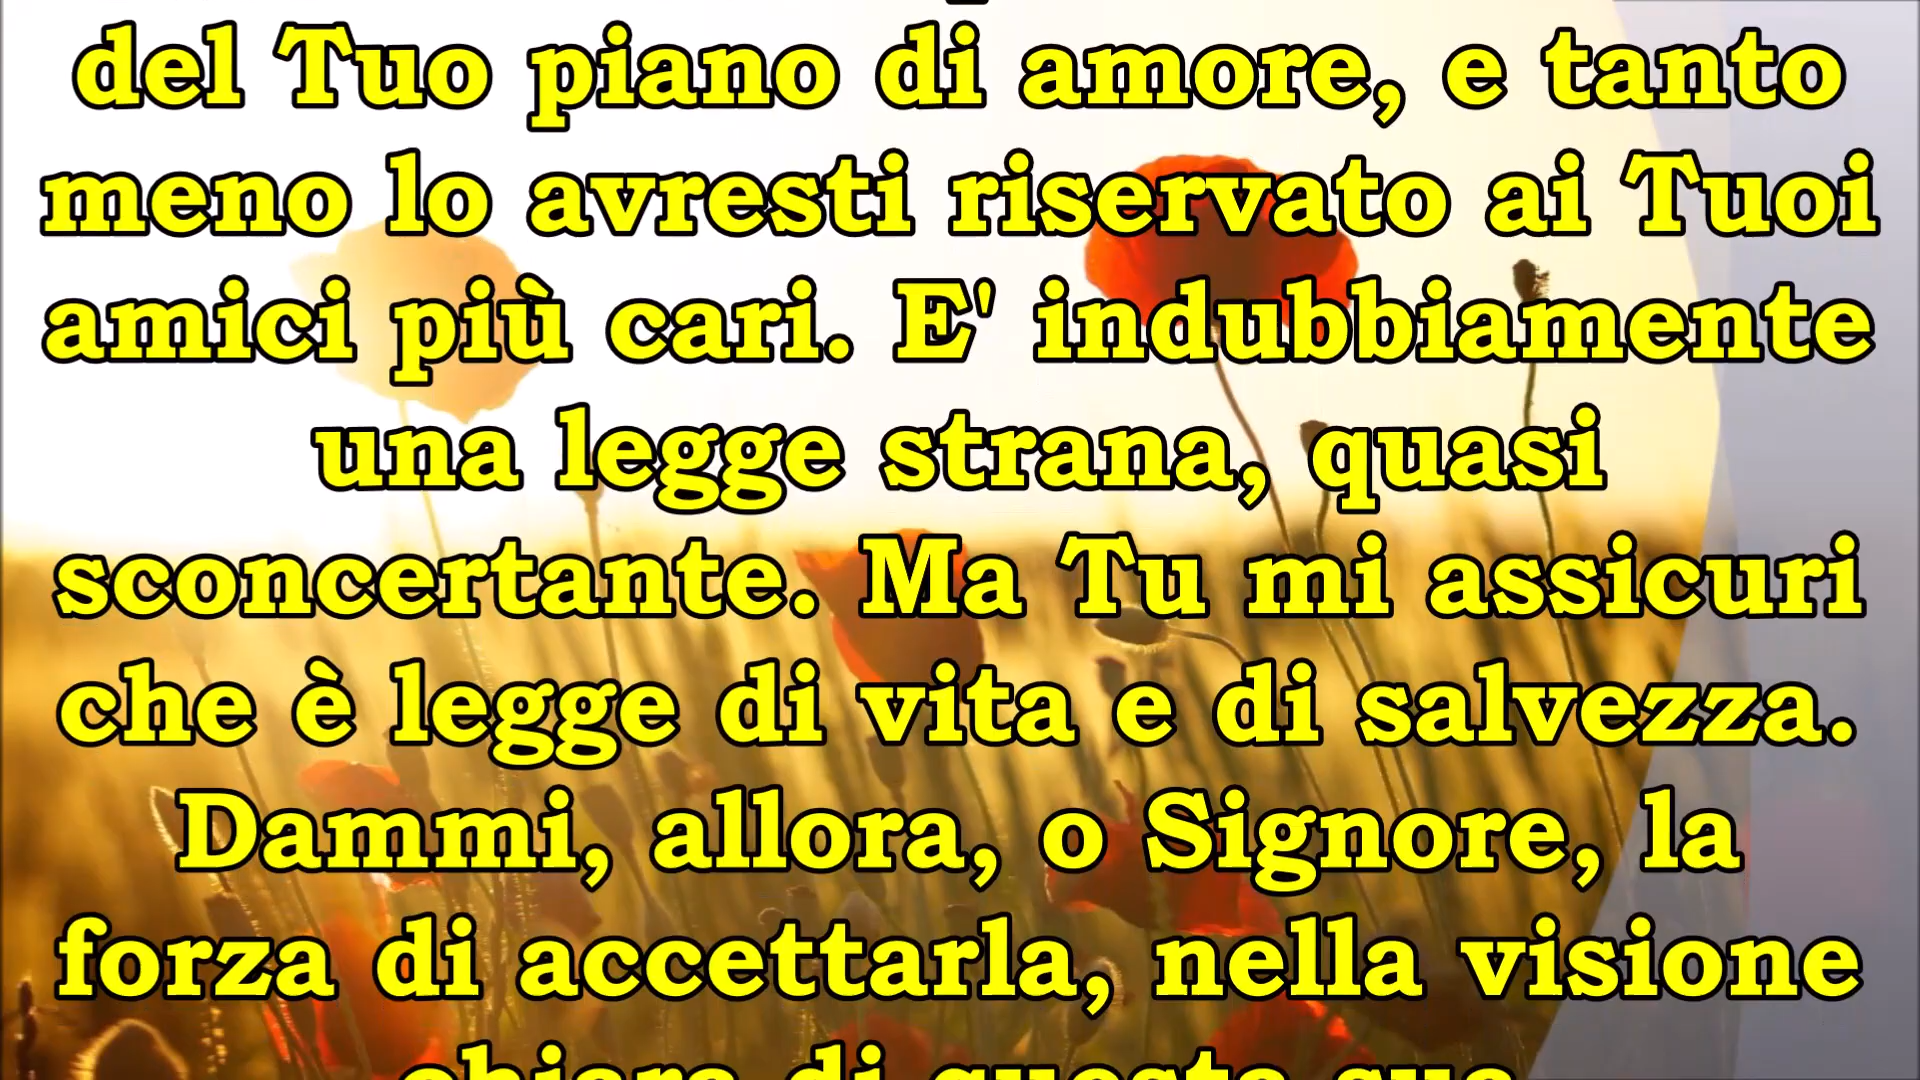 del Tuo piano di amore, e tanto
meno lo avresti riservato ai Tuoi
amici più cari. E' indubbiamente
una legge strana, quasi
sconcertante. Ma Tu mi assicuri
che è legge di vita e di salvezza.
Dammi, allora, o Signore, la
forza di accettarla, nella visione
chiara di questa sua